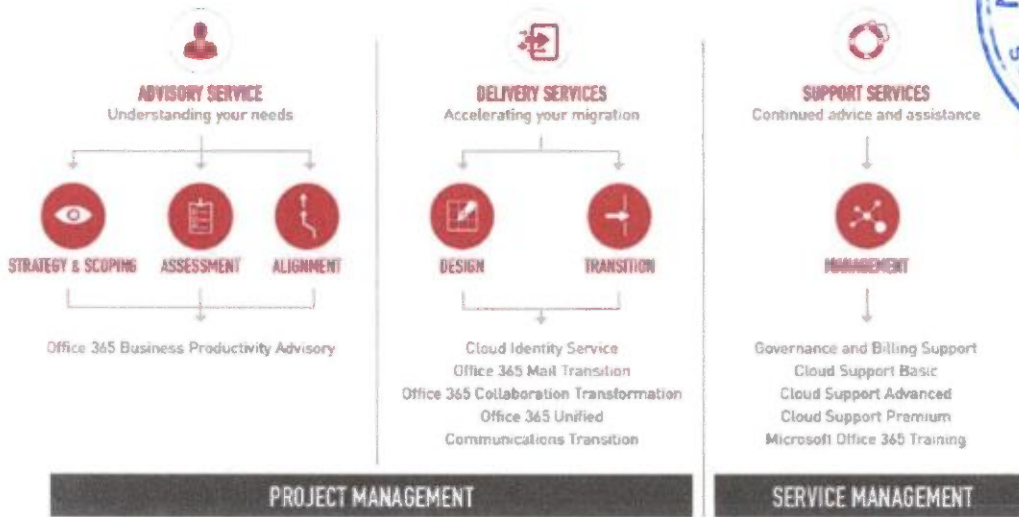 ADVISORY SERVICE
Understanding your needs
STRATEGY & SCOPING
ASSESSMENT
ALIGNMENT
Office 365 Business Productivity Advisory
DELIVERY SERVICES
Accelerating your migration
DESIGN
TRANSITION
Cloud Identity Service
Office 365 Mail Transition
Office 365 Collaboration Transformation
Office 365 Unified
Communications Transition
SUPPORT SERVICES
Continued advice and assistance
MANAGEMENT
Governance and Billing Support
Cloud Support Basic
Cloud Support Advanced
Cloud Support Premium
Microsoft Office 365 Training
PROJECT MANAGEMENT
SERVICE MANAGEMENT